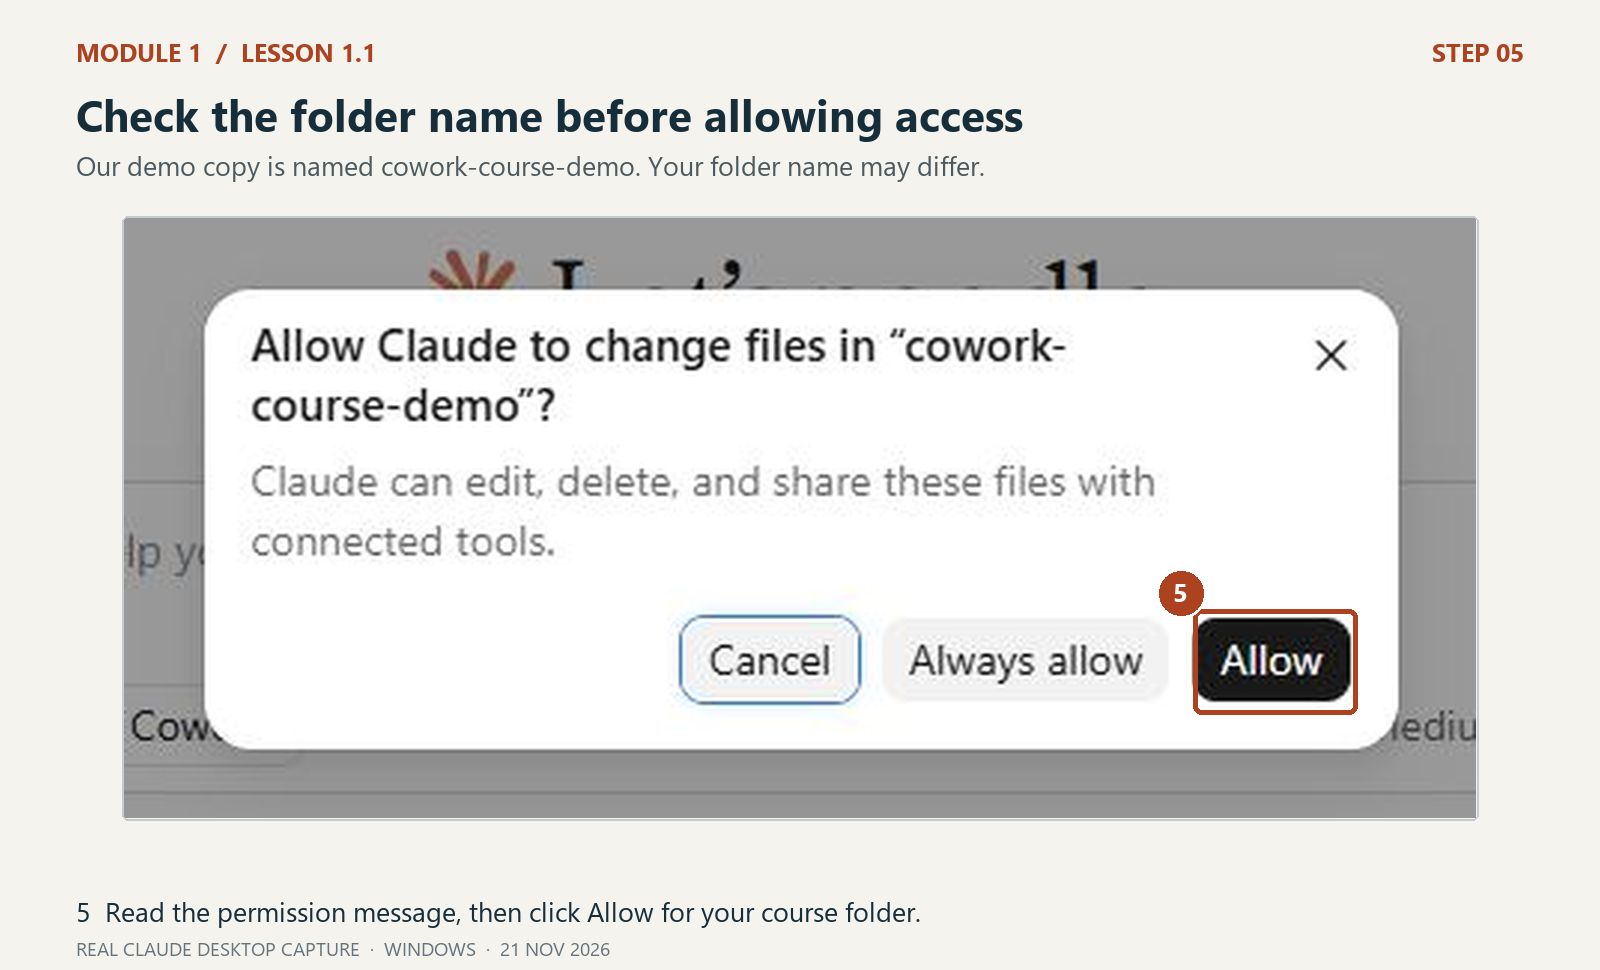 MODULE 1 / LESSON 1.1
STEP 05
Check the folder name before allowing access
Our demo copy is named cowork-course-demo. Your folder name may differ.
Allow Claude to change files in “cowork-
course-demo”?
Claude can edit, delete, and share these files with
connected tools.
5
Cancel
Always allow
Allow
5 Read the permission message, then click Allow for your course folder.
REAL CLAUDE DESKTOP CAPTURE · WINDOWS · 21 NOV 2026